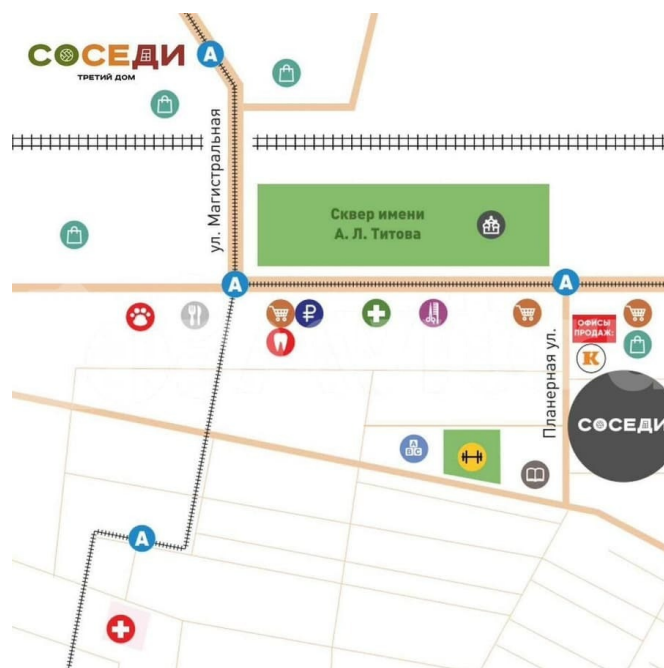 СОСЕДИ
ТРЕТИЙ ДОМ
А
ул. Магистральная
Сквер имени
А. Л. Титова
А
А
₽
ОФИСЫ
ПРОДАЖ:
К
Планерная ул.
СОСЕДИ
A
B C
А